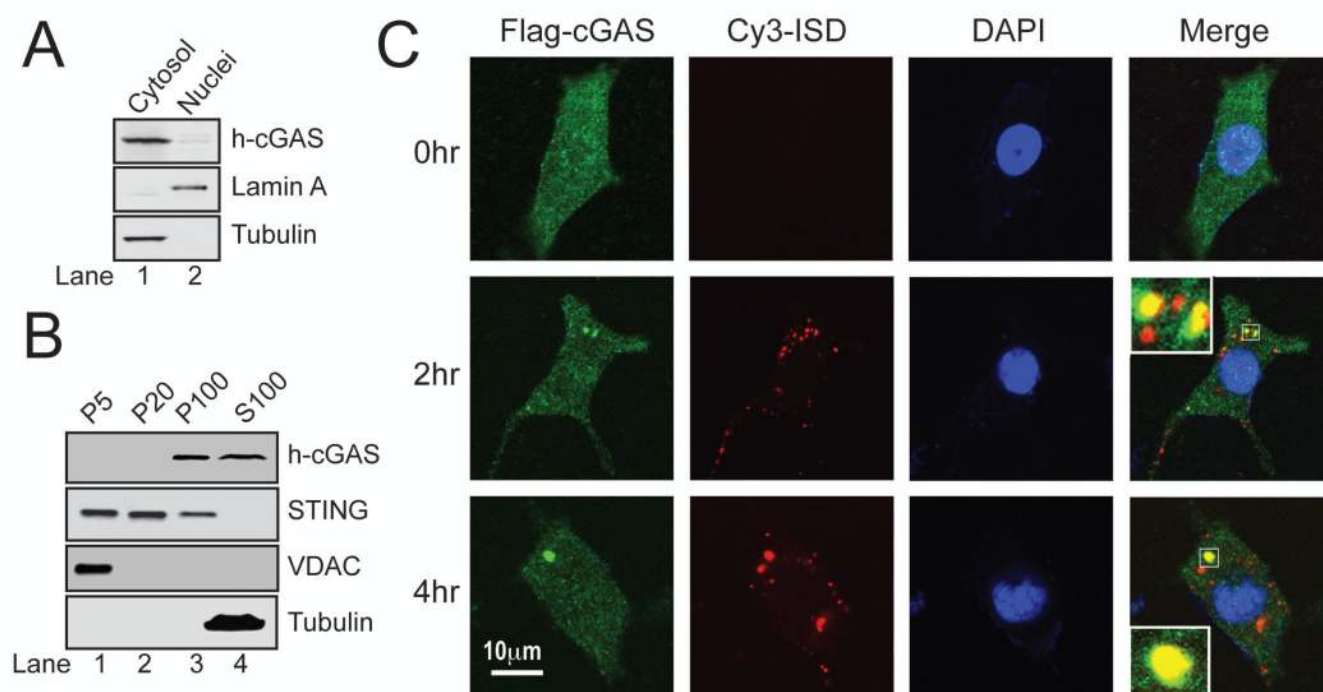 A
Cytosol
Nuclei
h-cGAS
Lamin A
Tubulin
Lane 1 2
B
P5 P20 P100 S100
h-cGAS
STING
VDAC
Tubulin
Lane 1 2 3 4
C
Flag-cGAS Cy3-ISD DAPI Merge
0hr
2hr
4hr
10μm